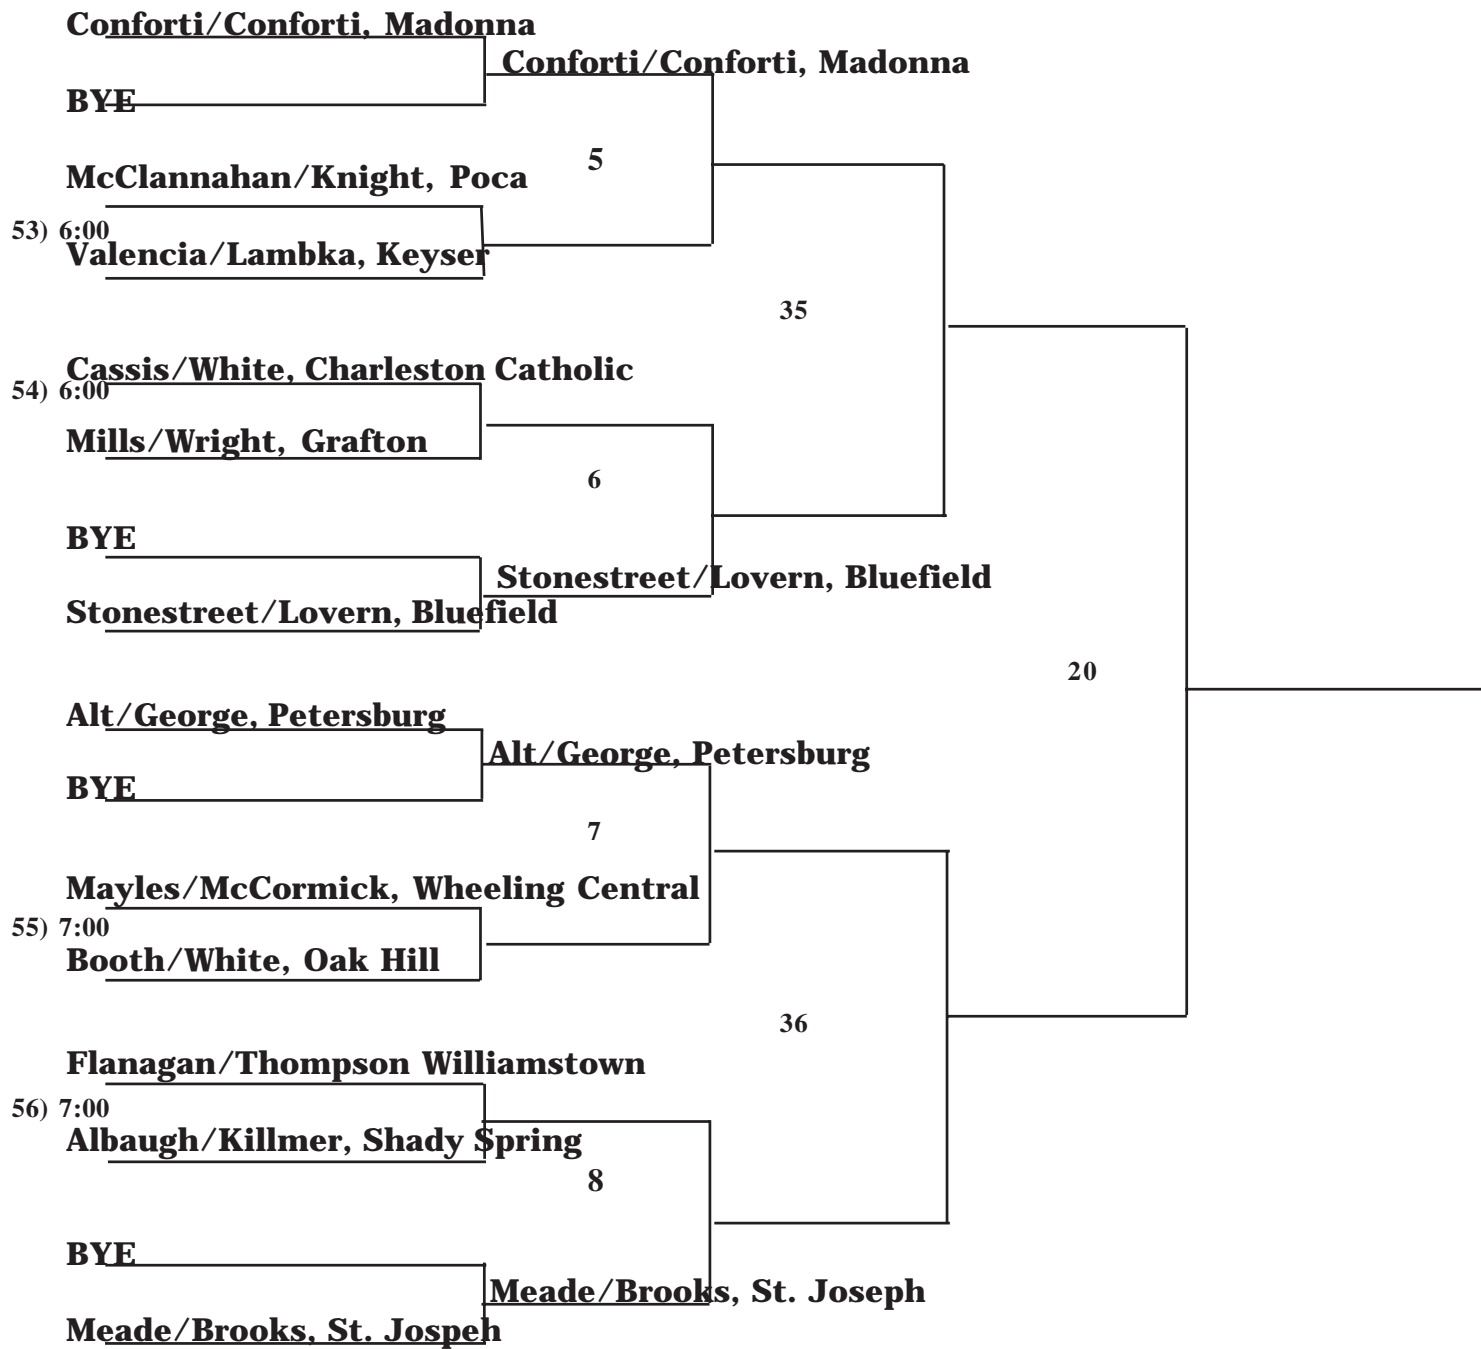 Conforti/Conforti, Madonna
Conforti/Conforti, Madonna
BYE
5
McClannahan/Knight, Poca
53) 6:00
Valencia/Lambka, Keyser
35
Cassis/White, Charleston Catholic
54) 6:00
Mills/Wright, Grafton
6
BYE
Stonestreet/Lovern, Bluefield
Stonestreet/Lovern, Bluefield
20
Alt/George, Petersburg
Alt/George, Petersburg
BYE
7
Mayles/McCormick, Wheeling Central
55) 7:00
Booth/White, Oak Hill
36
Flanagan/Thompson Williamstown
56) 7:00
Albaugh/Killmer, Shady Spring
8
BYE
Meade/Brooks, St. Joseph
Meade/Brooks, St. Jospeh